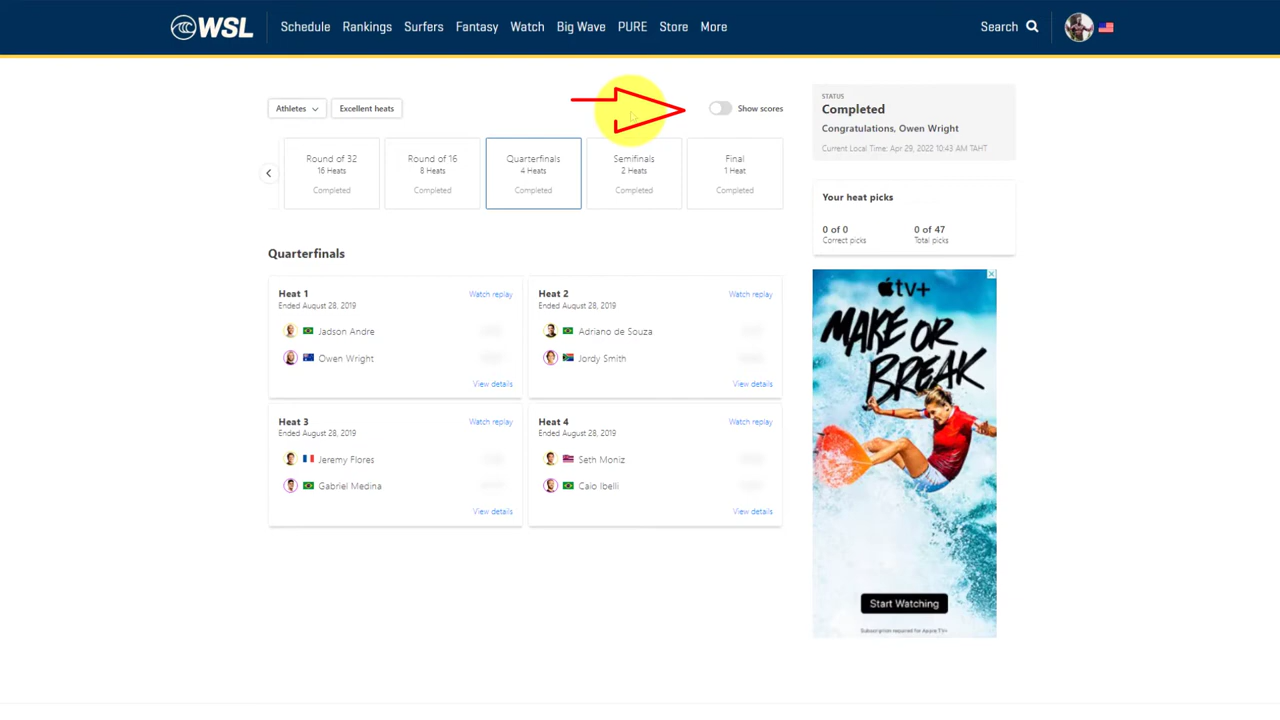 WSL
Schedule Rankings Surfers Fantasy Watch Big Wave PURE Store More Search
Athletes Excellent heats Show scores
Round of 32
16 Heats
Completed
Round of 16
8 Heats
Completed
Quarterfinals
4 Heats
Completed
Semifinals
2 Heats
Completed
Final
1 Heat
Completed
Quarterfinals
Heat 1 Watch replay
Ended August 28, 2019
Jadson Andre
Owen Wright
View details
Heat 2 Watch replay
Ended August 28, 2019
Adriano de Souza
Jordy Smith
View details
Heat 3 Watch replay
Ended August 28, 2019
Jeremy Flores
Gabriel Medina
View details
Heat 4 Watch replay
Ended August 28, 2019
Seth Moniz
Caio Ibelli
View details
STATUS
Completed
Congratulations, Owen Wright
Current Local Time: Apr 29, 2022 10:43 AM TAHT
Your heat picks
0 of 0 0 of 47
Correct picks Total picks
tv+
MAKE OR
BREAK
Start Watching
Subscription required for Apple TV+